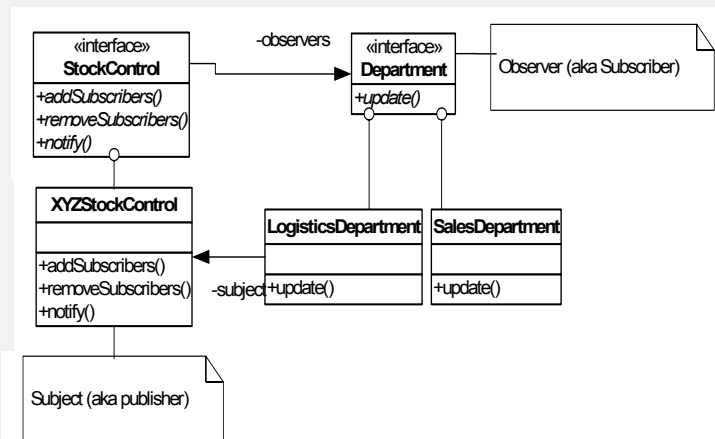 «interface»
StockControl
+addSubscribers()
+removeSubscribers()
+notify()
-observers
«interface»
Department
+update()
Observer (aka Subscriber)
XYZStockControl
+addSubscribers()
+removeSubscribers()
+notify()
-subject
LogisticsDepartment
+update()
SalesDepartment
+update()
Subject (aka publisher)